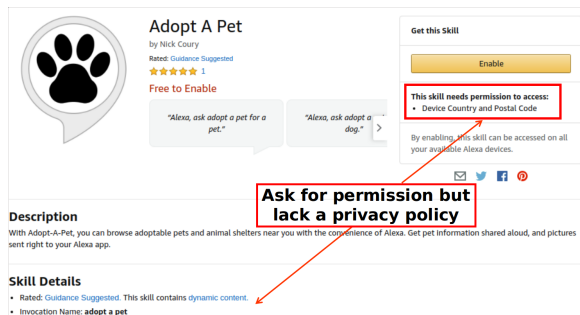 Adopt A Pet
by Nick Coury
Rated: Guidance Suggested
1
Free to Enable
"Alexa, ask adopt a pet for a
pet."
"Alexa, ask adopt a
dog."
Get this Skill
Enable
This skill needs permission to access:
• Device Country and Postal Code
By enabling, this skill can be accessed on all
your available Alexa devices.
Ask for permission but
lack a privacy policy
Description
With Adopt-A-Pet, you can browse adoptable pets and animal shelters near you with the convenience of Alexa. Get pet information shared aloud, and pictures
sent right to your Alexa app.
Skill Details
• Rated: Guidance Suggested. This skill contains dynamic content.
• Invocation Name: adopt a pet